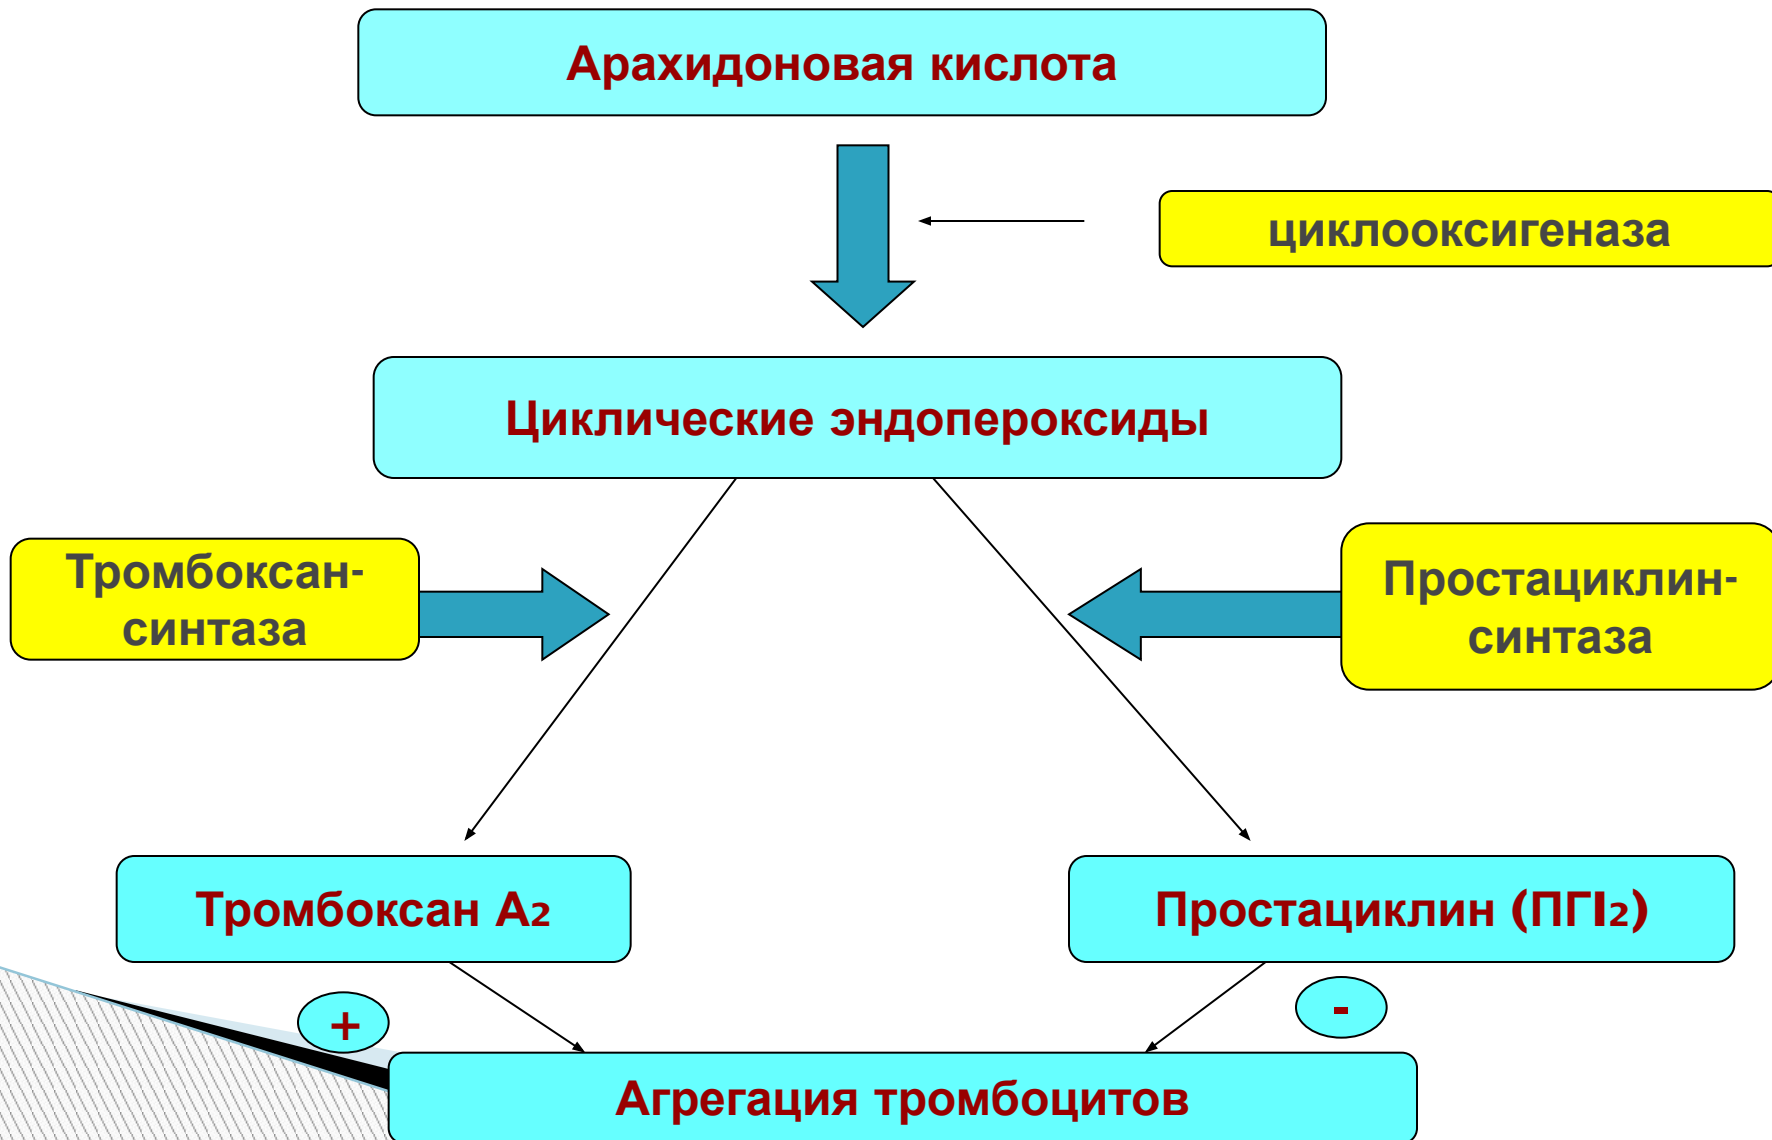 Арахидоновая кислота
циклооксигеназа
Циклические эндопероксиды
Тромбоксан-
синтаза
Простациклин-
синтаза
Тромбоксан А₂
Простациклин (ПГI₂)
+
-
Агрегация тромбоцитов